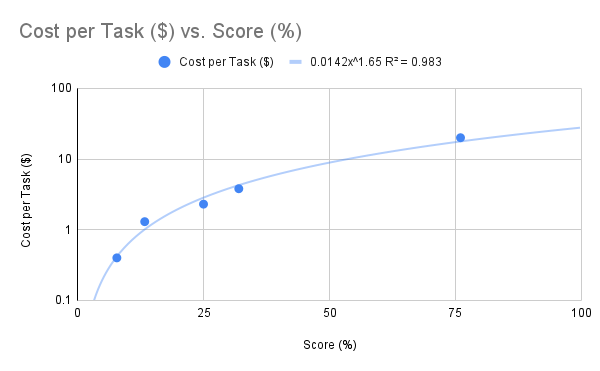 Cost per Task ($) vs. Score (%)
Cost per Task ($) 0.0142x^1.65 R² = 0.983
Cost per Task ($)
100
10
1
0.1
0 25 50 75 100
Score (%)